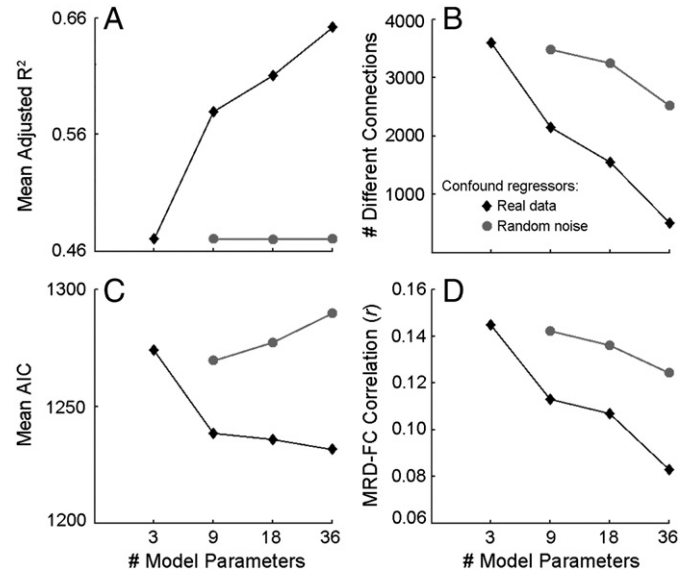 A
0.66
0.56
0.46
Mean Adjusted R²
B
4000
3000
2000
1000
# Different Connections
Confound regressors:
Real data
Random noise
C
1300
1250
1200
Mean AIC
3 9 18 36
# Model Parameters
D
0.16
0.14
0.12
0.10
0.08
0.06
MRD-FC Correlation (r)
3 9 18 36
# Model Parameters